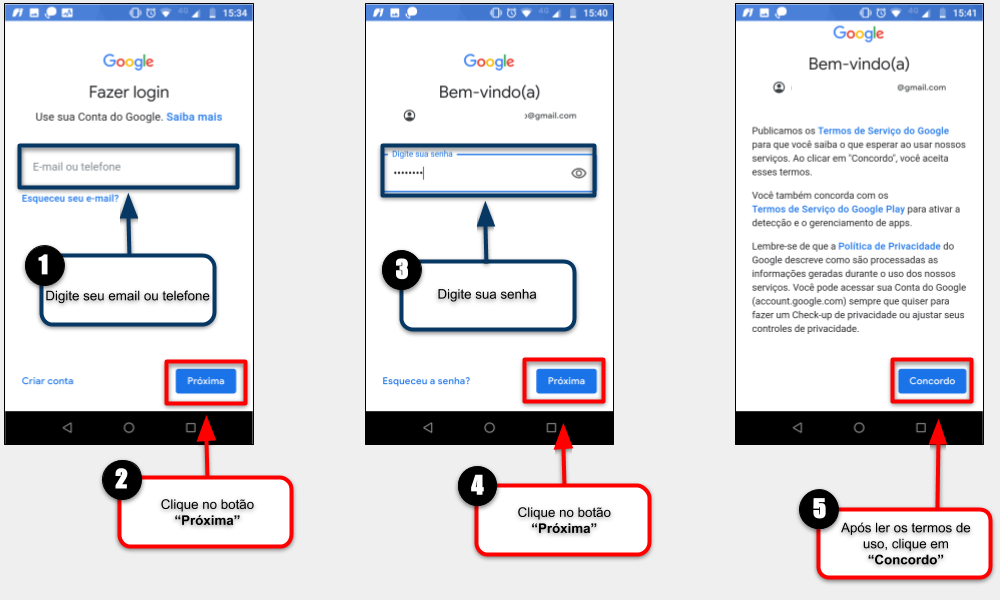 15:34
Google
Fazer login
Use sua Conta do Google. Saiba mais
E-mail ou telefone
Esqueceu seu e-mail?
1
Digite seu email ou telefone
Criar conta
Próxima
2
Clique no botão
“Próxima”
4G 15:40
Google
Bem-vindo(a)
@gmail.com
Digite sua senha
••••••••
3
Digite sua senha
Esqueceu a senha?
Próxima
4
Clique no botão
“Próxima”
15:41
Google
Bem-vindo(a)
@gmail.com
Publicamos os Termos de Serviço do Google
para que você saiba o que esperar ao usar nossos
serviços. Ao clicar em "Concordo", você aceita
esses termos.
Você também concorda com os
Termos de Serviço do Google Play para ativar a
detecção e o gerenciamento de apps.
Lembre-se de que a Política de Privacidade do
Google descreve como são processadas as
informações geradas durante o uso dos nossos
serviços. Você pode acessar sua Conta do Google
(account.google.com) sempre que quiser para
fazer um Check-up de privacidade ou ajustar seus
controles de privacidade.
Concordo
5
Após ler os termos de
uso, clique em
“Concordo”